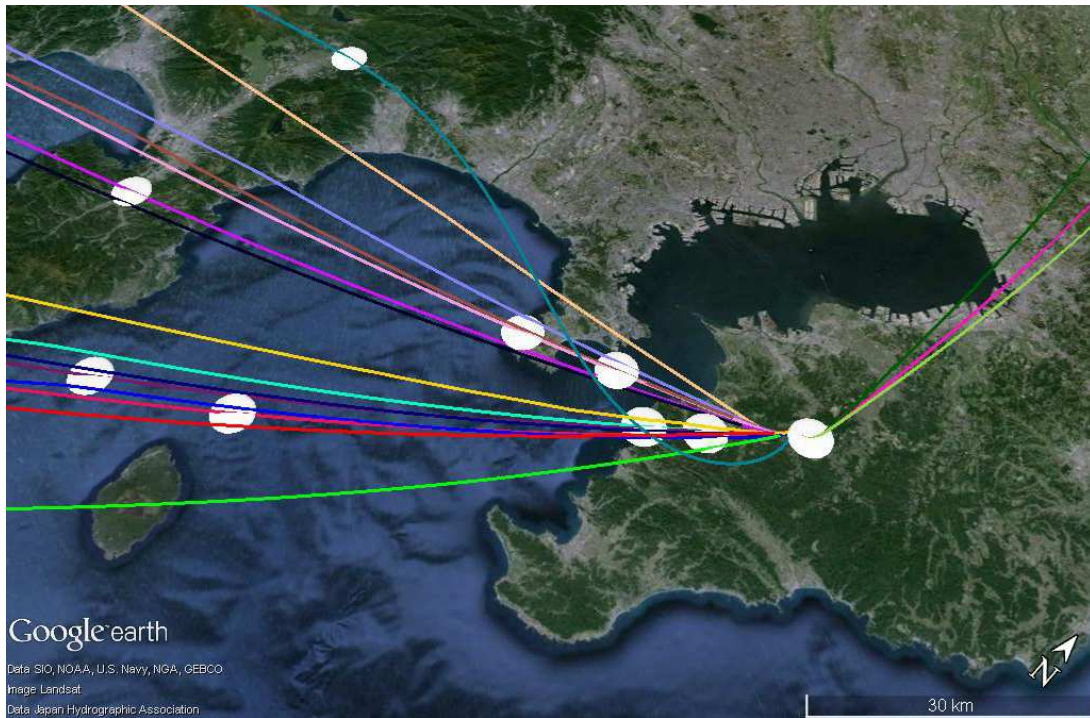 Google earth
Data SIO, NOAA, U.S. Navy, NGA, GEBCO
Image Landsat
Data Japan Hydrographic Association
N
30 km